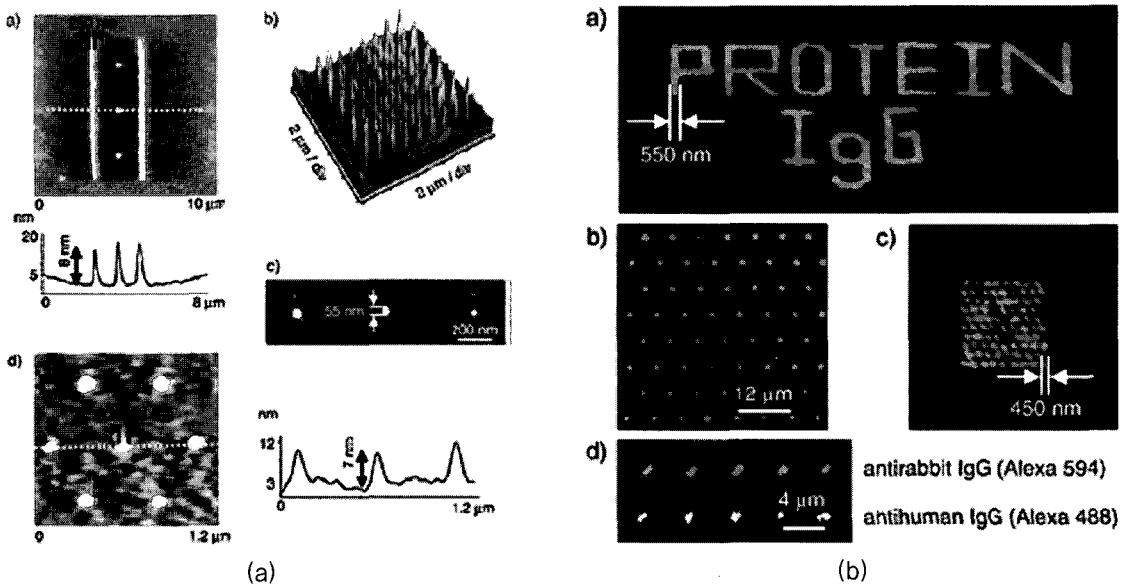 a)
b)
2 μm / div
2 μm / div
0
10 μm
nm
20
5
8 nm
0
8 μm
c)
55 nm
200 nm
d)
0
1.2 μm
nm
12
3
7 nm
0
1.2 μm
(a)
a)
PROTEIN
IgG
550 nm
b)
12 μm
c)
450 nm
d)
4 μm
antirabbit IgG (Alexa 594)
antihuman IgG (Alexa 488)
(b)